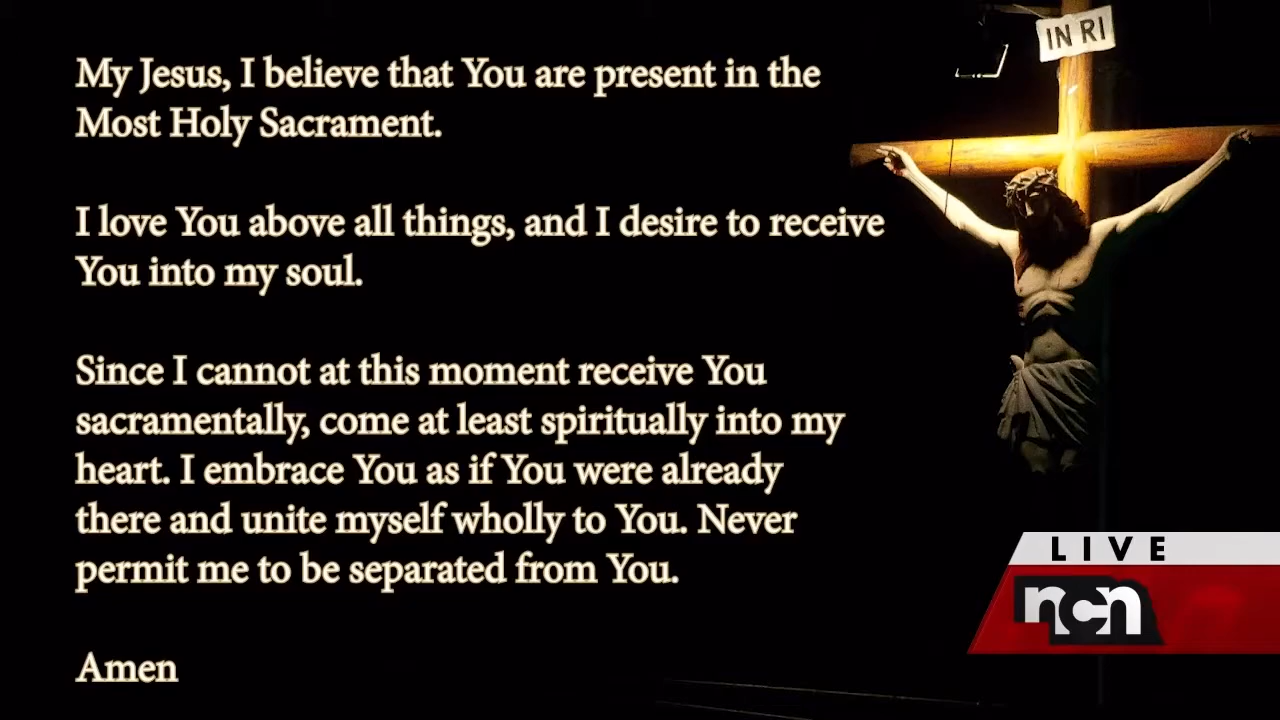 IN RI
My Jesus, I believe that You are present in the
Most Holy Sacrament.
I love You above all things, and I desire to receive
You into my soul.
Since I cannot at this moment receive You
sacramentally, come at least spiritually into my
heart. I embrace You as if You were already
there and unite myself wholly to You. Never
permit me to be separated from You.
Amen
LIVE
ncn